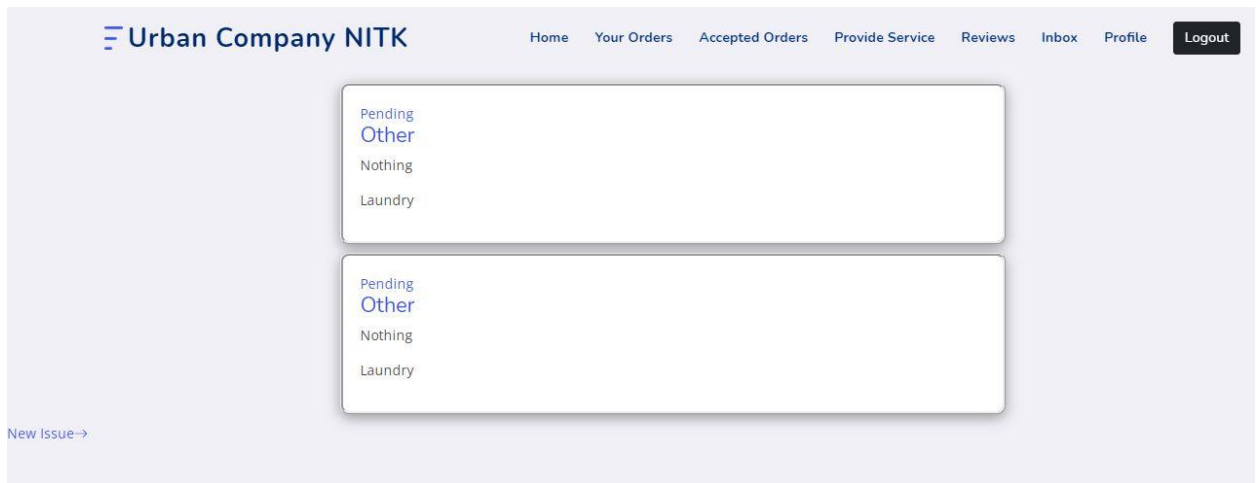 Urban Company NITK Home Your Orders Accepted Orders Provide Service Reviews Inbox Profile Logout
Pending
Other
Nothing
Laundry
Pending
Other
Nothing
Laundry
New Issue→